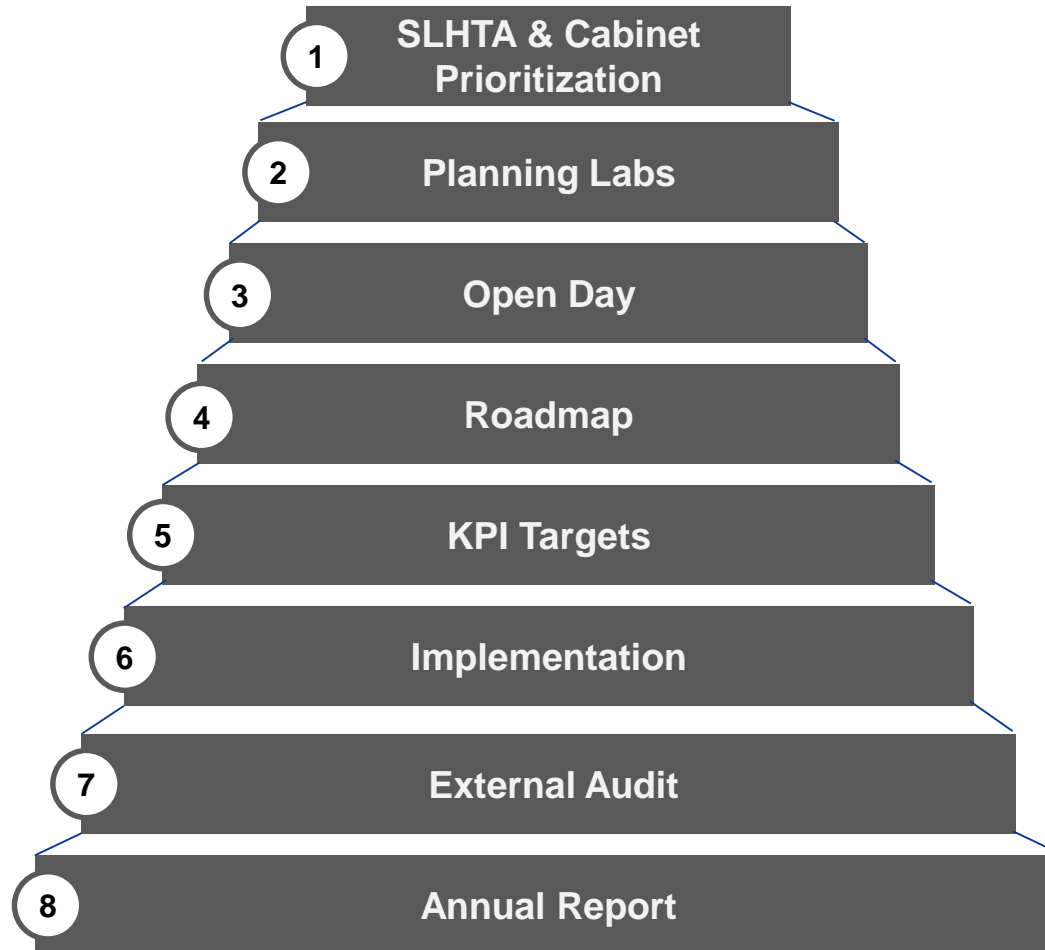 1
SLHTA & Cabinet
Prioritization
2
Planning Labs
3
Open Day
4
Roadmap
5
KPI Targets
6
Implementation
7
External Audit
8
Annual Report